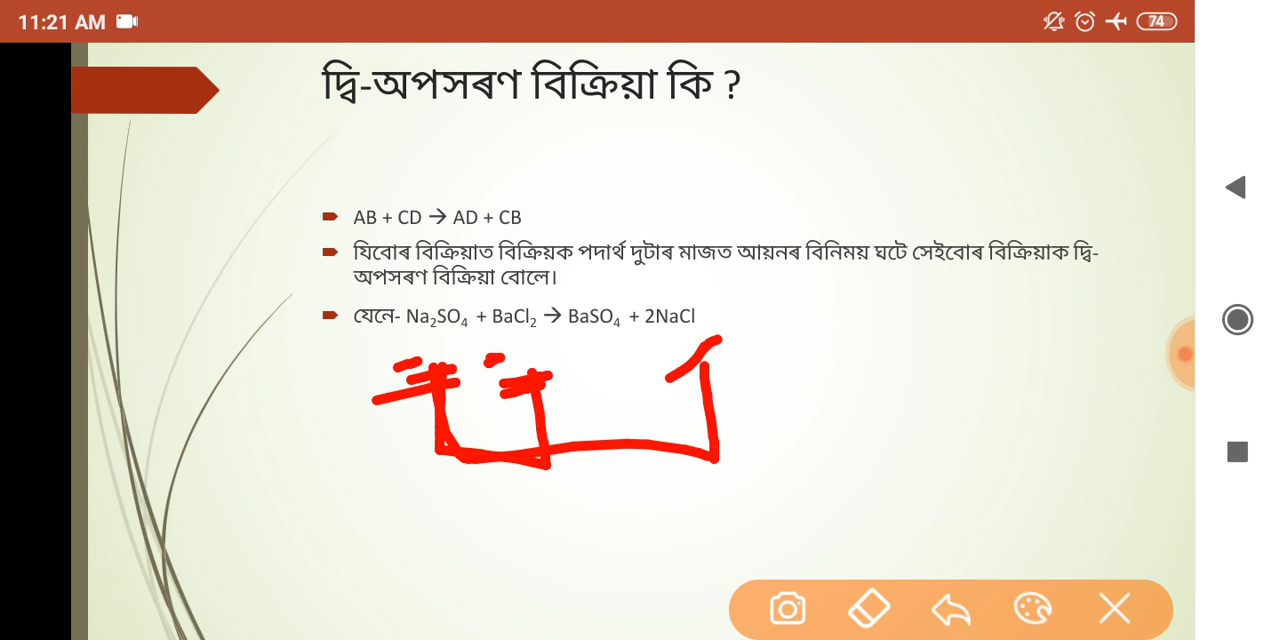 11:21 AM
74
দ্বি-অপসৰণ বিক্ৰিয়া কি ?
AB + CD → AD + CB
যিবোৰ বিক্ৰিয়াত বিক্ৰিয়ক পদাৰ্থ দুটাৰ মাজত আয়নৰ বিনিময় ঘটে সেইবোৰ বিক্ৰিয়াক দ্বি-
অপসৰণ বিক্ৰিয়া বোলে।
যেনে- Na₂SO₄ + BaCl₂ → BaSO₄ + 2NaCl